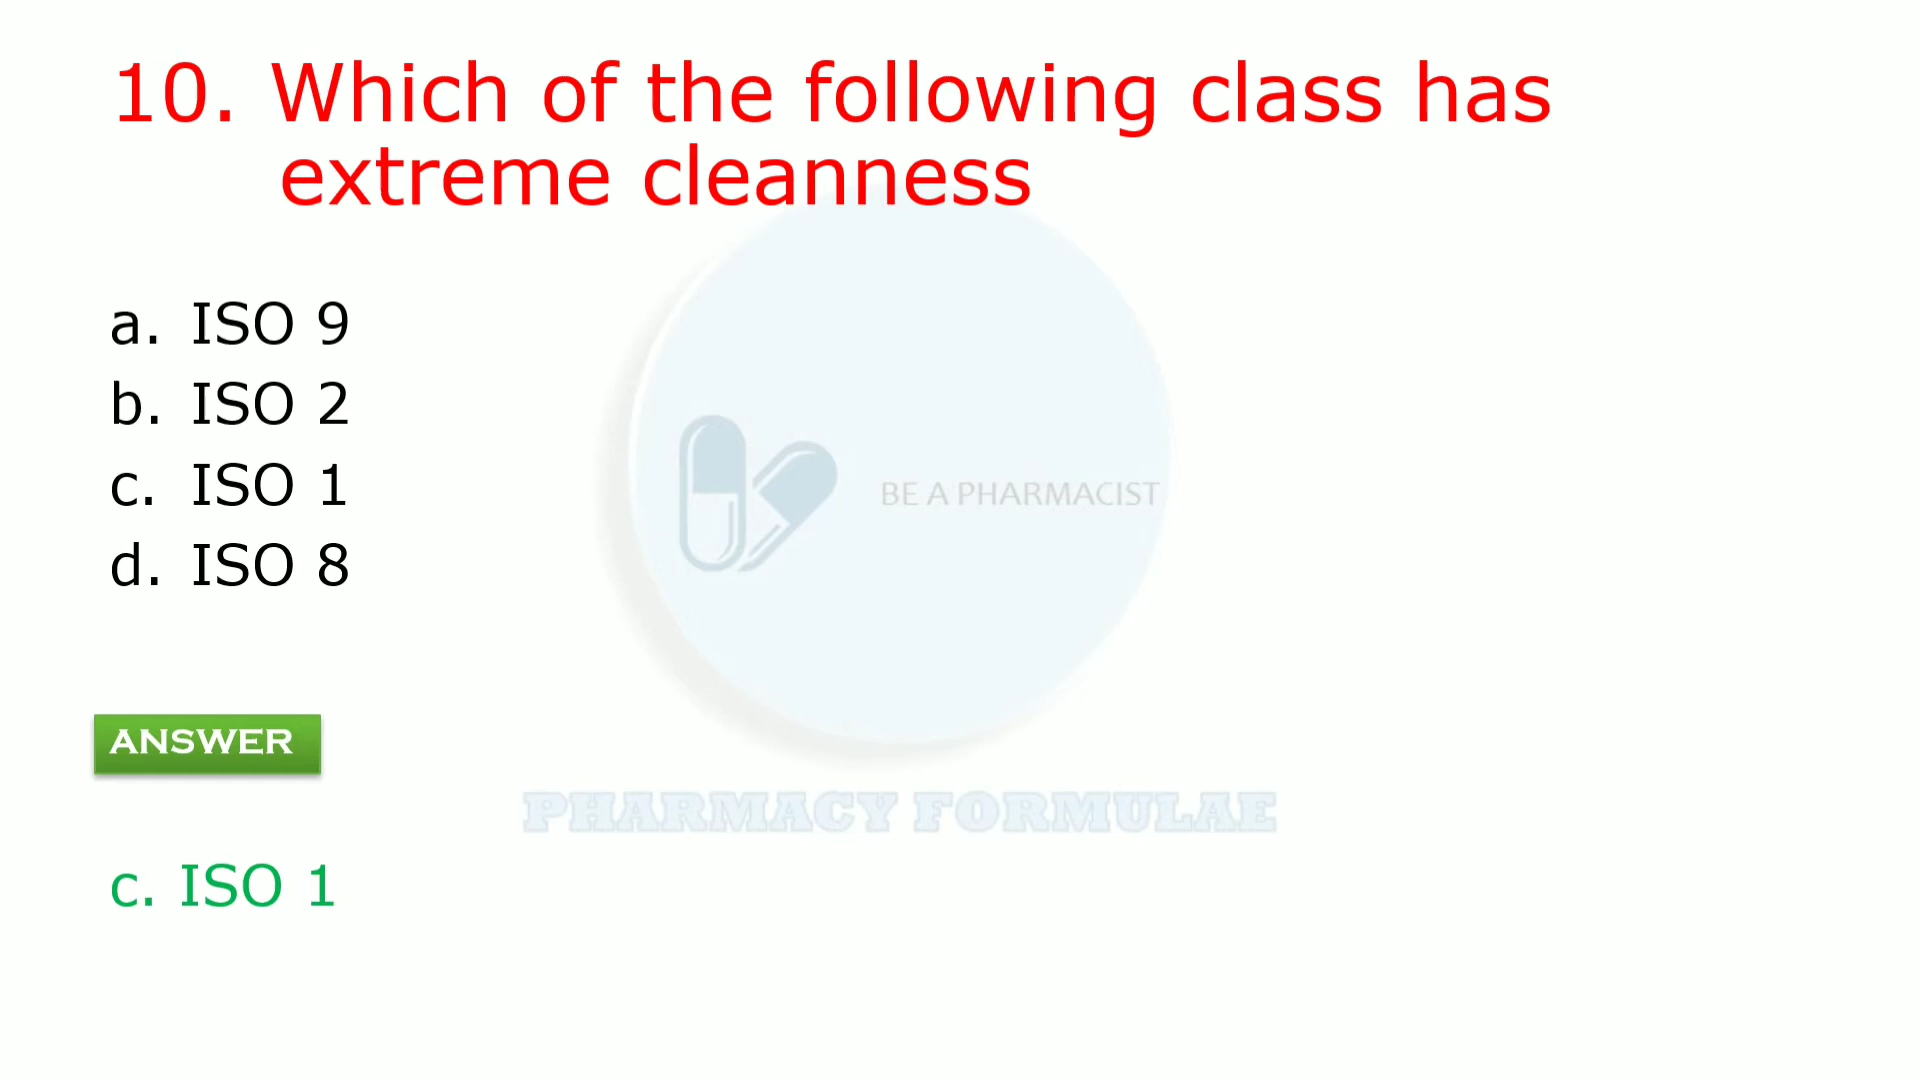 10. Which of the following class has
extreme cleanness
a. ISO 9
b. ISO 2
c. ISO 1
d. ISO 8
BE A PHARMACIST
ANSWER
PHARMACY FORMULAE
c. ISO 1